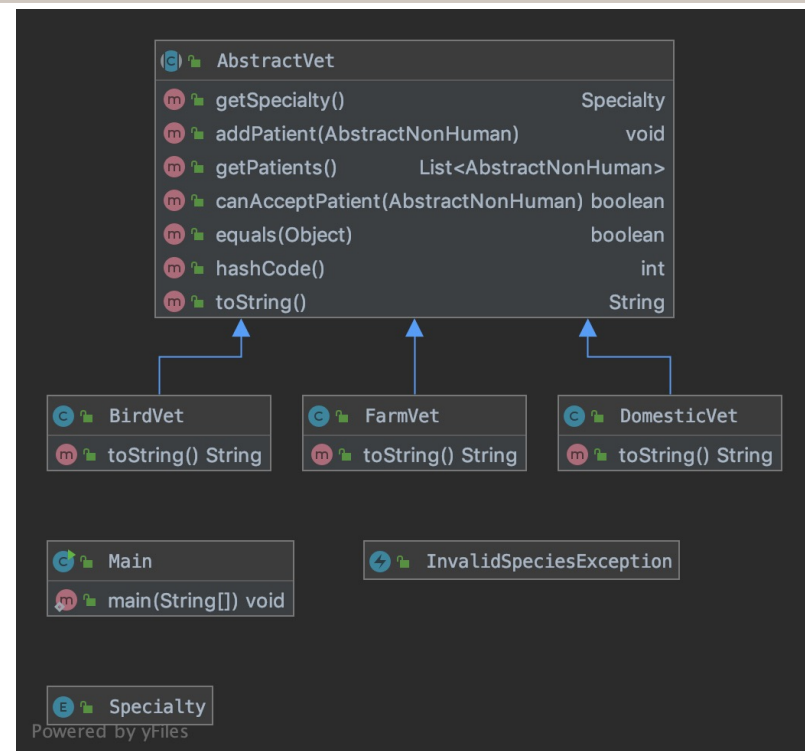 AbstractVet
getSpecialty() Specialty
addPatient(AbstractNonHuman) void
getPatients() List<AbstractNonHuman>
canAcceptPatient(AbstractNonHuman) boolean
equals(Object) boolean
hashCode() int
toString() String
BirdVet FarmVet DomesticVet
toString() String toString() String toString() String
Main InvalidSpeciesException
main(String[]) void
Specialty
Powered by yFiles